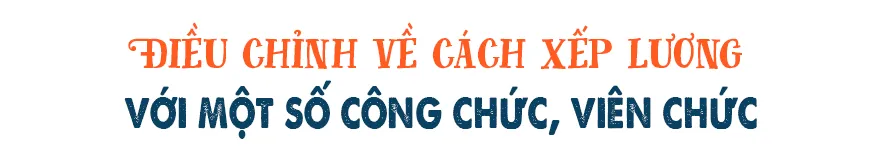 ĐIỀU CHỈNH VỀ CÁCH XẾP LƯƠNG
VỚI MỘT SỐ CÔNG CHỨC, VIÊN CHỨC